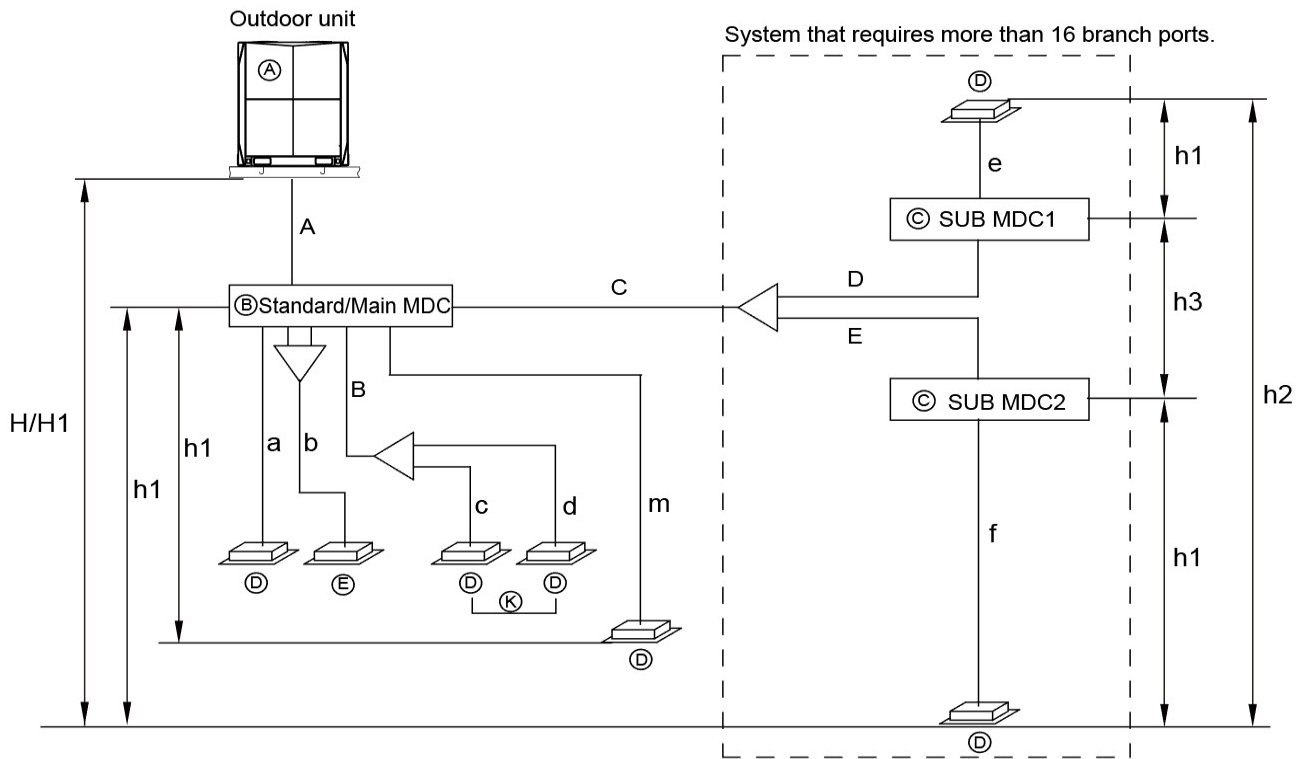 Outdoor unit
System that requires more than 16 branch ports.
Ⓐ
Ⓓ
h1
e
A
Ⓒ SUB MDC1
D
C
ⒷStandard/Main MDC
h3
E
B
h2
Ⓒ SUB MDC2
H/H1
h1
a
b
h1
c
d
m
f
h1
Ⓓ
Ⓔ
Ⓓ
Ⓓ
Ⓚ
Ⓓ
Ⓓ